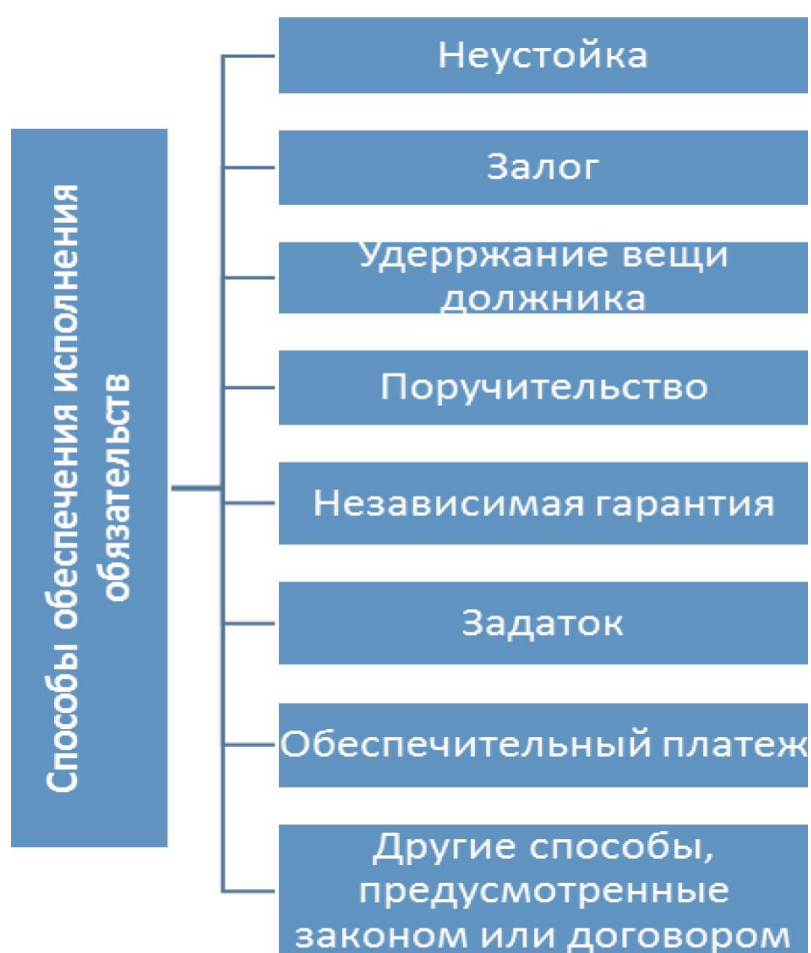 Способы обеспечения исполнения
обязательств
Неустойка
Залог
Удерржание вещи
должника
Поручительство
Независимая гарантия
Задаток
Обеспечительный платеж
Другие способы,
предусмотренные
законом или договором